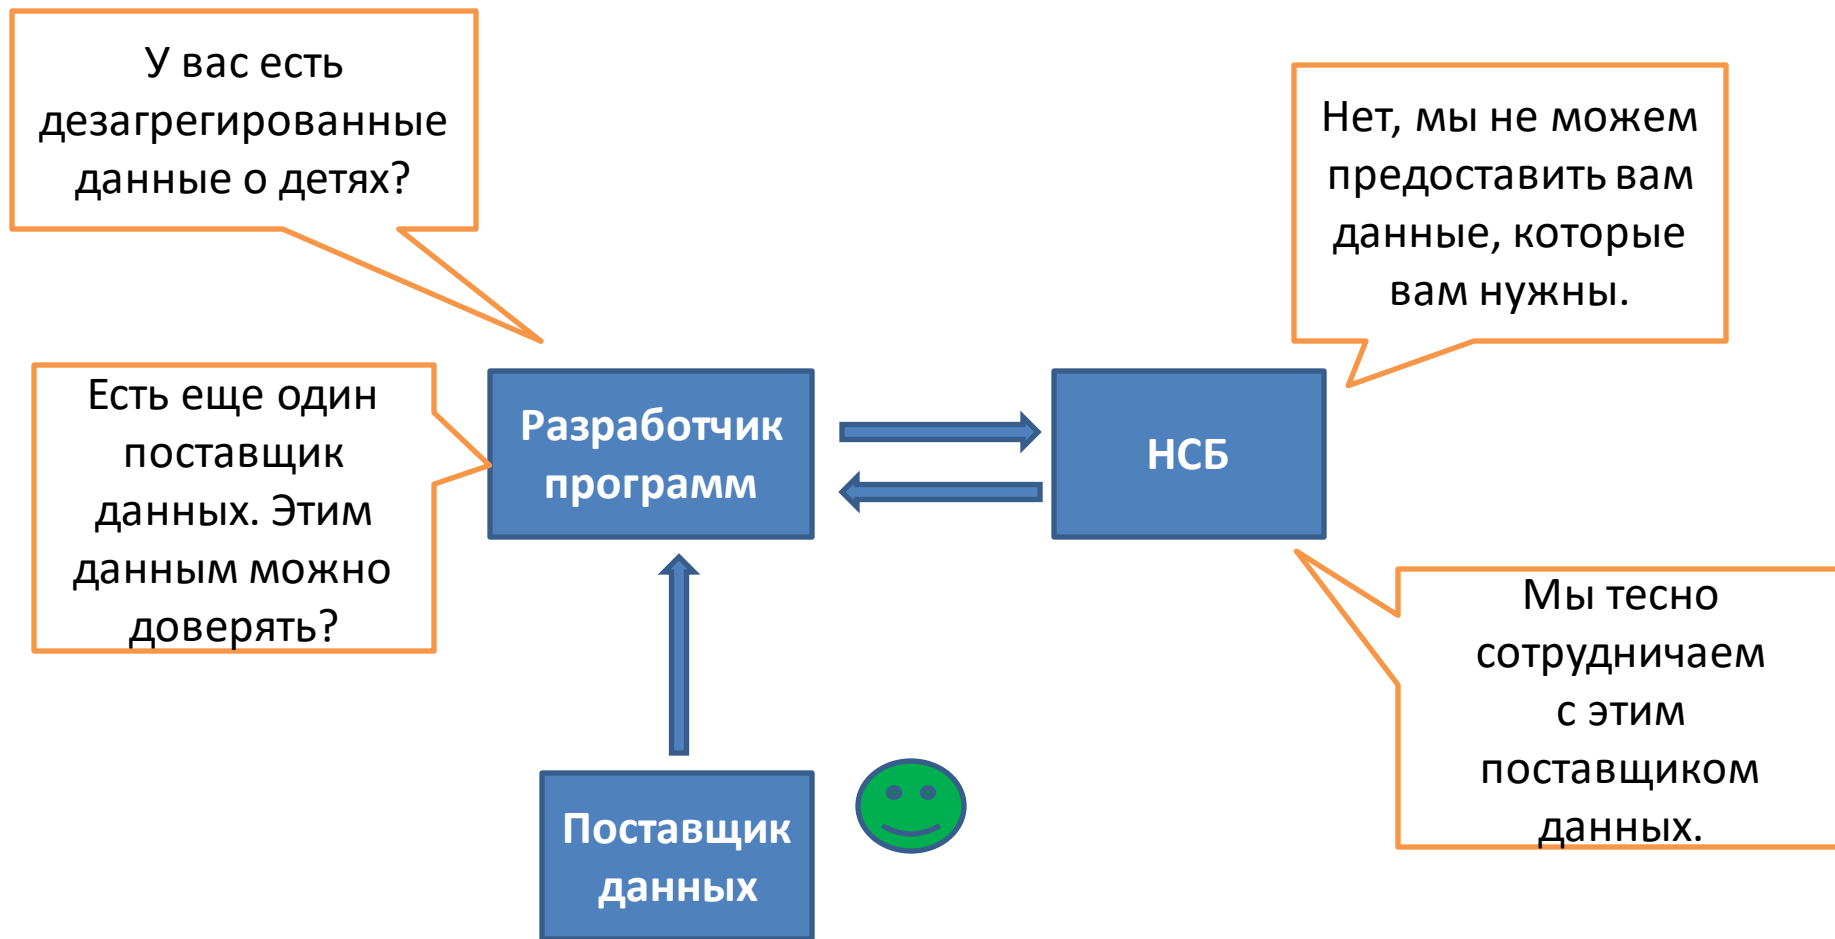 У вас есть
дезагрегированные
данные о детях?
Нет, мы не можем
предоставить вам
данные, которые
вам нужны.
Есть еще один
поставщик
данных. Этим
данным можно
доверять?
Разработчик
программ
НСБ
Мы тесно
сотрудничаем
с этим
поставщиком
данных.
Поставщик
данных